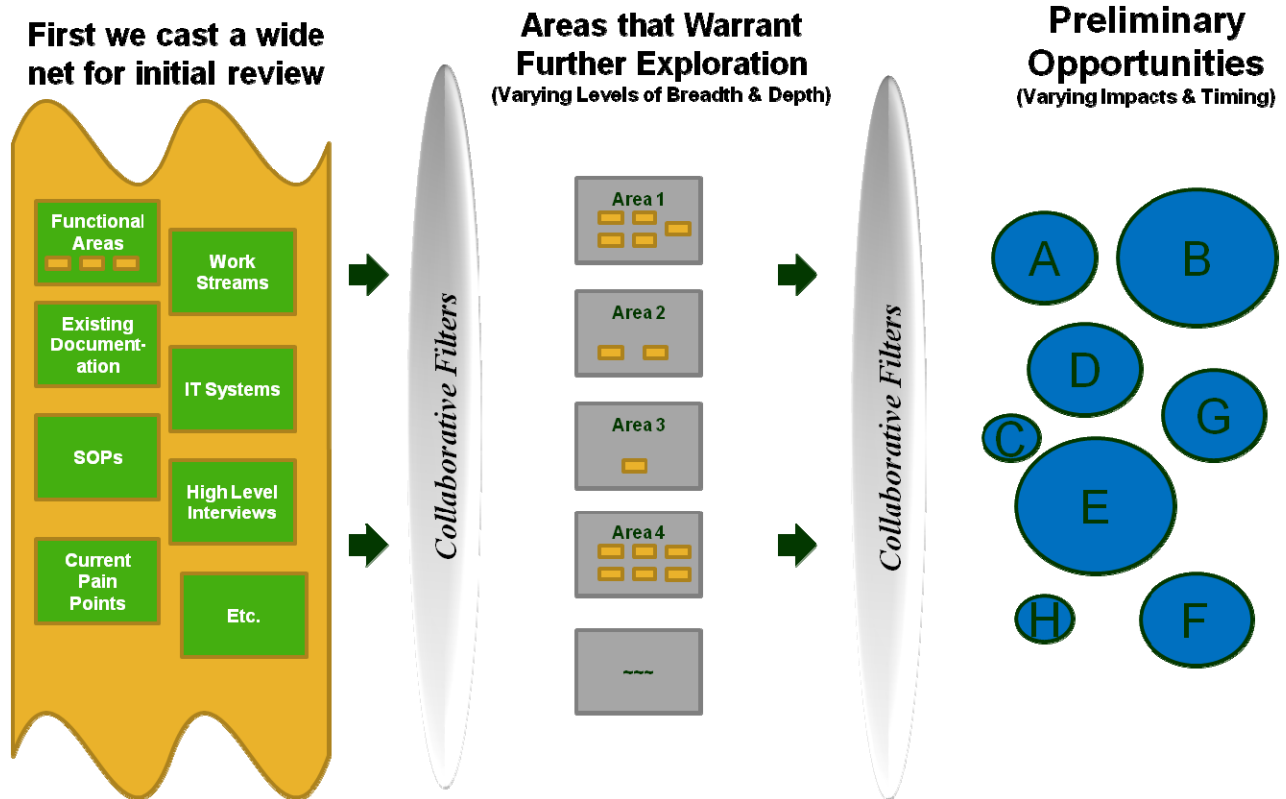 First we cast a wide
net for initial review
Functional
Areas
Work
Streams
Existing
Document-
ation
IT Systems
SOPs
High Level
Interviews
Current
Pain
Points
Etc.
Collaborative Filters
Areas that Warrant
Further Exploration
(Varying Levels of Breadth & Depth)
Area 1
Area 2
Area 3
Area 4
~~~
Collaborative Filters
Preliminary
Opportunities
(Varying Impacts & Timing)
A
B
D
G
C
E
H
F